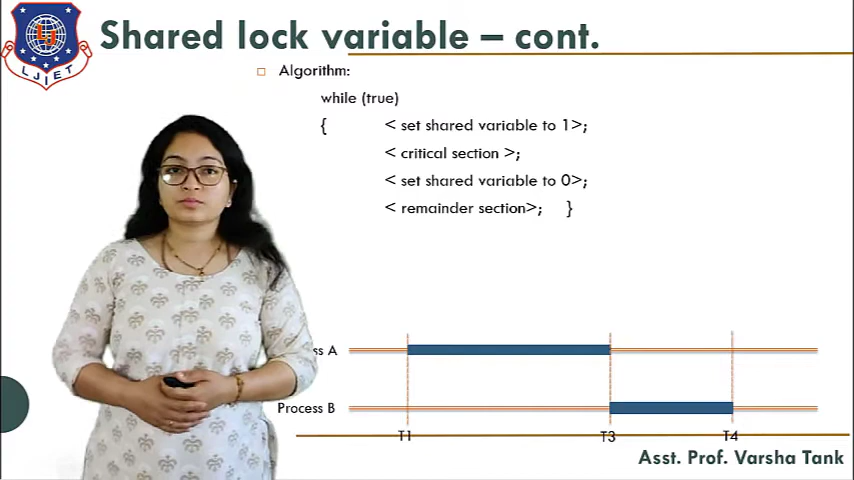 Shared lock variable – cont.
LJIET
Algorithm:
while (true)
{ < set shared variable to 1>;
< critical section >;
< set shared variable to 0>;
< remainder section>; }
ss A
Process B
T1 T3 T4
Asst. Prof. Varsha Tank